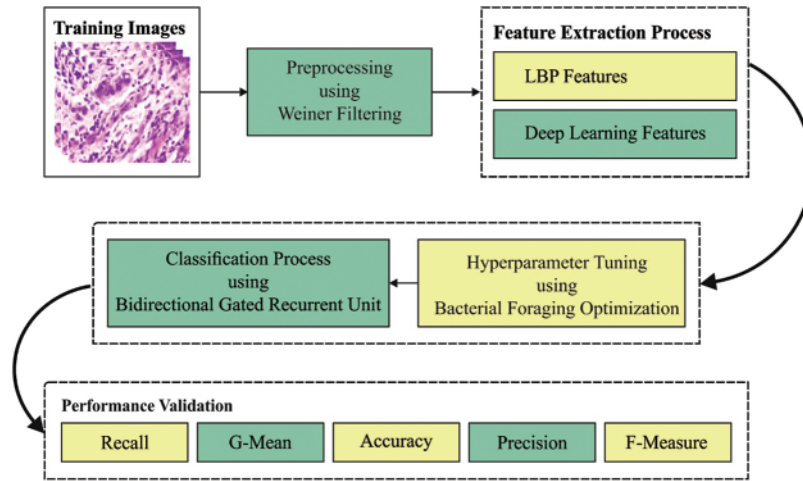 Training Images
Preprocessing
using
Weiner Filtering
Feature Extraction Process
LBP Features
Deep Learning Features
Classification Process
using
Bidirectional Gated Recurrent Unit
Hyperparameter Tuning
using
Bacterial Foraging Optimization
Performance Validation
Recall
G-Mean
Accuracy
Precision
F-Measure